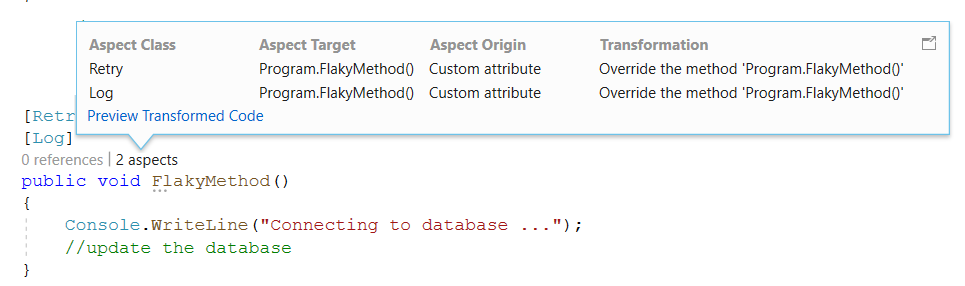 Aspect Class Aspect Target Aspect Origin Transformation
Retry Program.FlakyMethod() Custom attribute Override the method 'Program.FlakyMethod()'
Log Program.FlakyMethod() Custom attribute Override the method 'Program.FlakyMethod()'
Preview Transformed Code
[Retr
[Log]
0 references | 2 aspects
public void FlakyMethod()
{
Console.WriteLine("Connecting to database ...");
//update the database
}